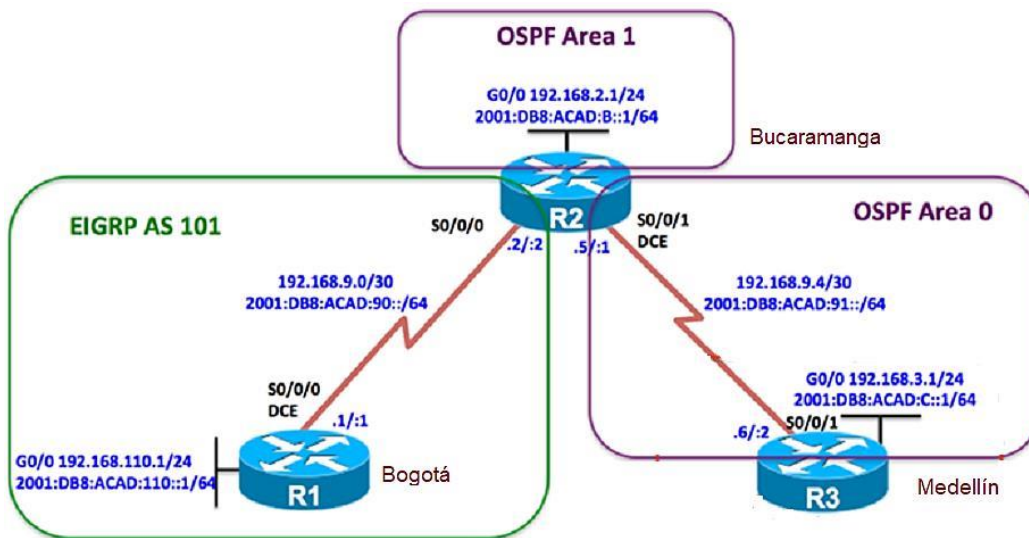 OSPF Area 1
G0/0 192.168.2.1/24
2001:DB8:ACAD:B::1/64
Bucaramanga
R2
EIGRP AS 101
S0/0/0
.2/:2
.5/:1
S0/0/1
DCE
OSPF Area 0
192.168.9.0/30
2001:DB8:ACAD:90::/64
192.168.9.4/30
2001:DB8:ACAD:91::/64
S0/0/0
DCE
.1/:1
G0/0 192.168.3.1/24
2001:DB8:ACAD:C::1/64
.6/:2
S0/0/1
G0/0 192.168.110.1/24
2001:DB8:ACAD:110::1/64
R1
Bogotá
R3
Medellín